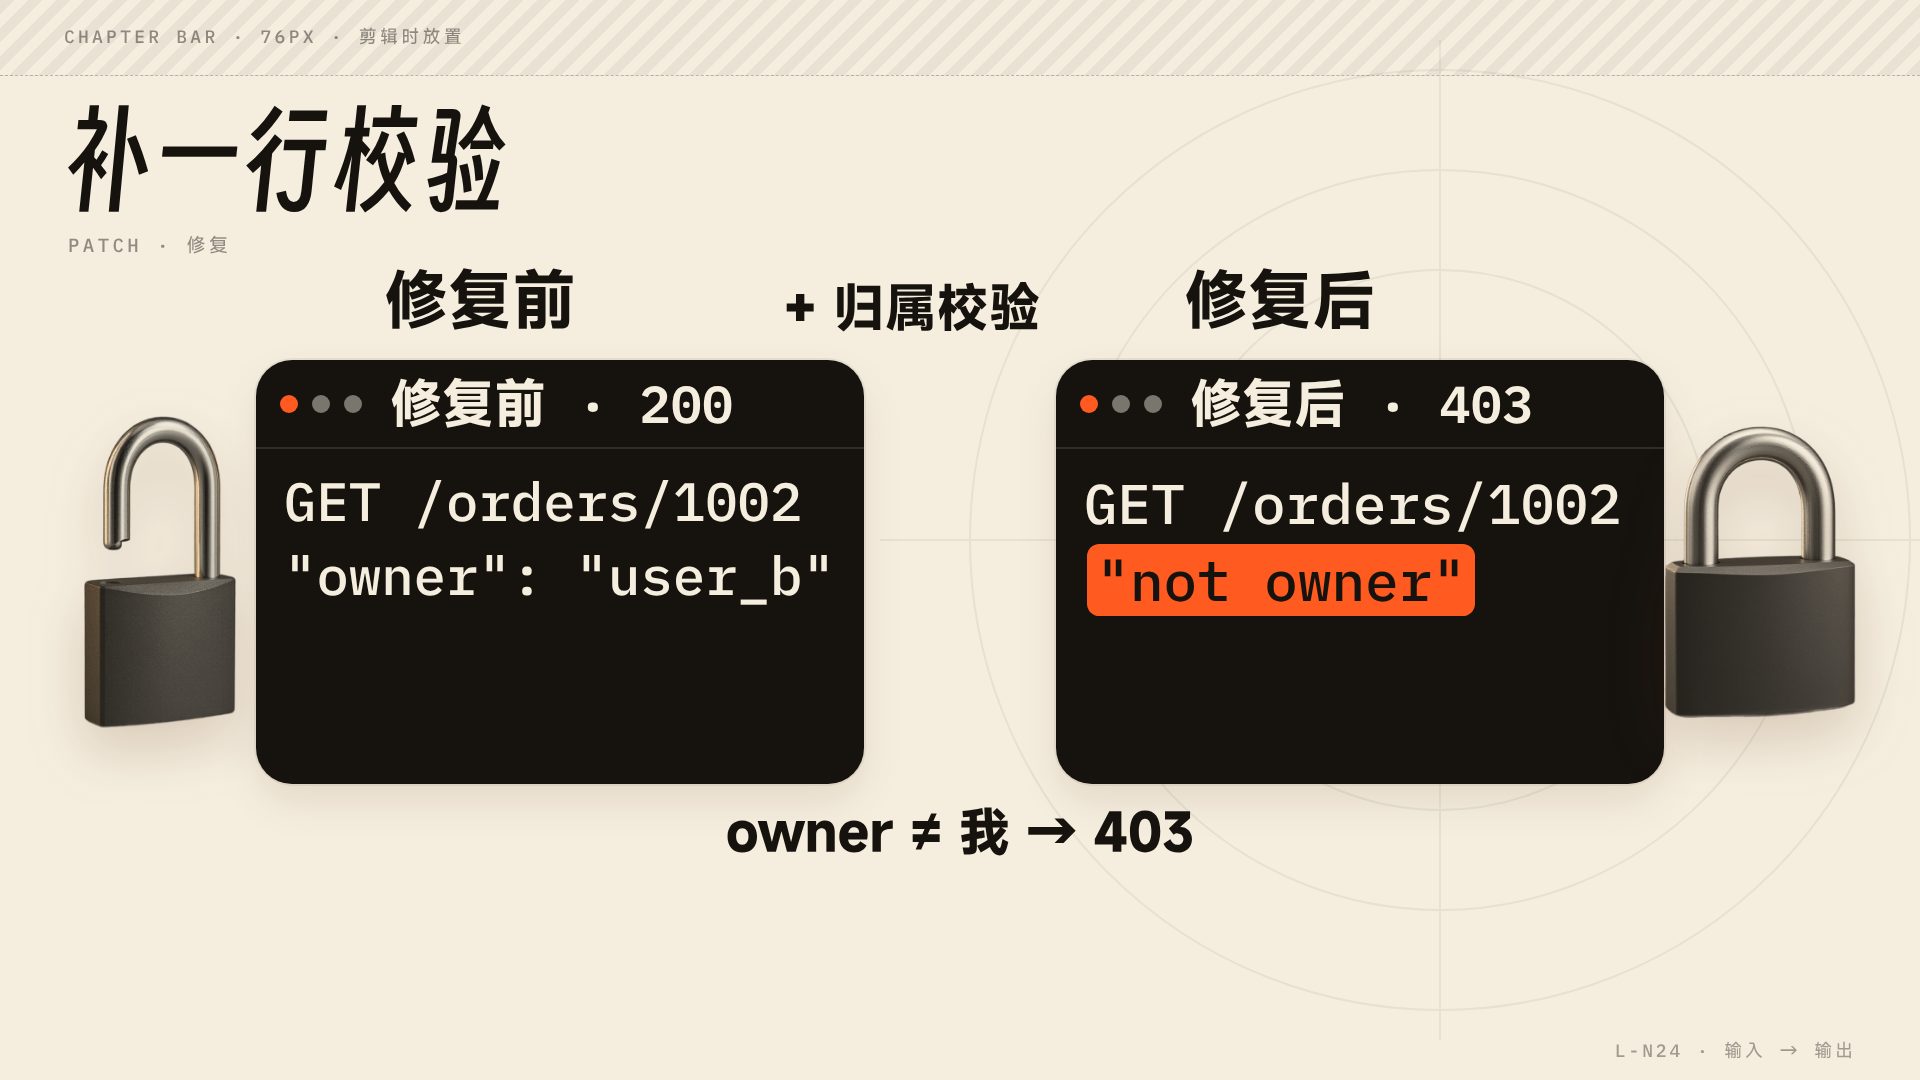 CHAPTER BAR · 76PX · 剪辑时放置
补一行校验
PATCH · 修复
修复前
+ 归属校验
修复后
修复前 · 200
GET /orders/1002
"owner": "user_b"
修复后 · 403
GET /orders/1002
"not owner"
owner ≠ 我 → 403
L-N24 · 输入 → 输出